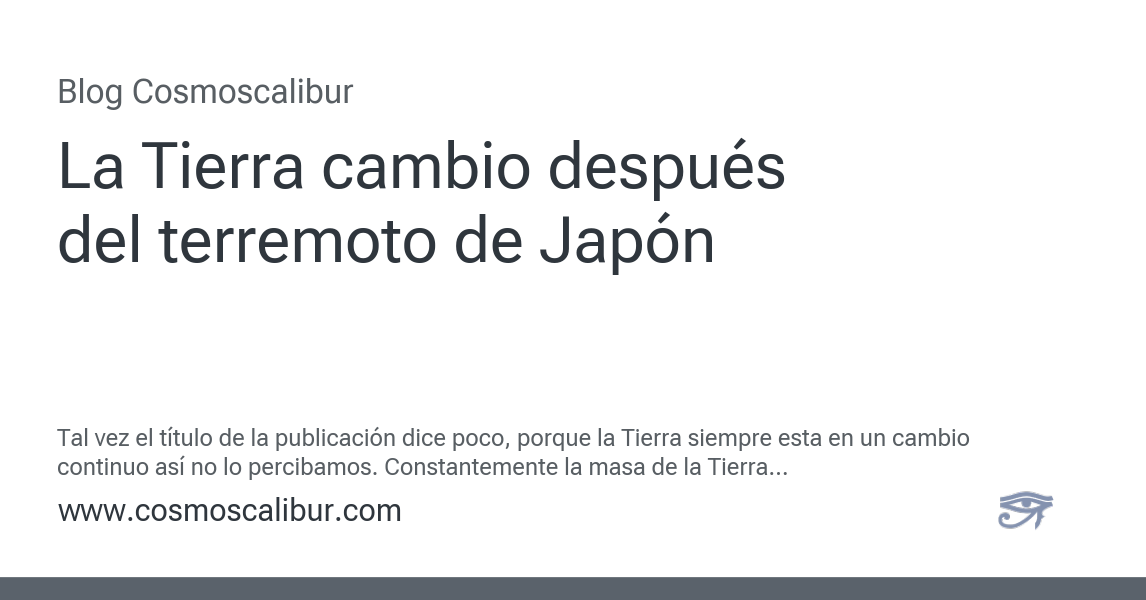 Blog Cosmoscalibur
La Tierra cambio después
del terremoto de Japón
Tal vez el título de la publicación dice poco, porque la Tierra siempre esta en un cambio
continuo así no lo percibamos. Constantemente la masa de la Tierra...
www.cosmoscalibur.com